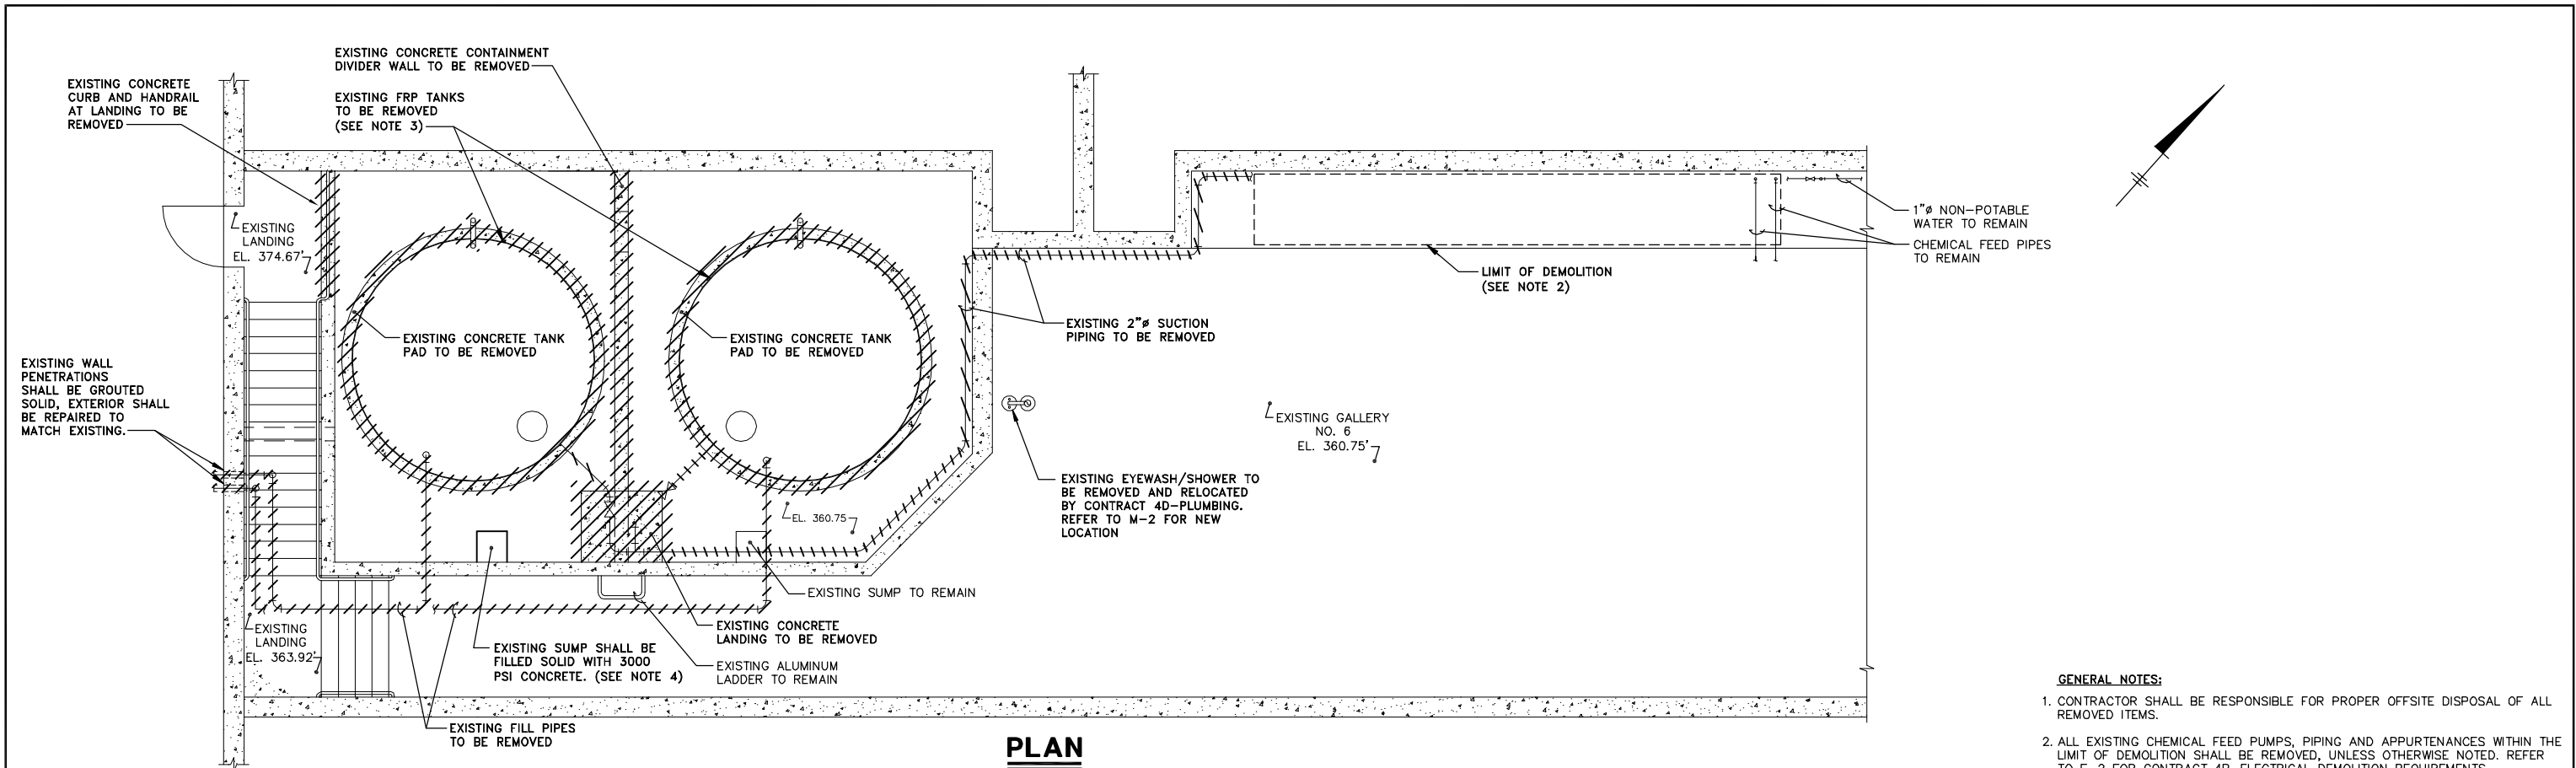 EXISTING CONCRETE CONTAINMENT
DIVIDER WALL TO BE REMOVED
EXISTING CONCRETE
CURB AND HANDRAIL
AT LANDING TO BE
REMOVED
EXISTING FRP TANKS
TO BE REMOVED
(SEE NOTE 3)
EXISTING
LANDING
EL. 374.67'
1"ø NON-POTABLE
WATER TO REMAIN
CHEMICAL FEED PIPES
TO REMAIN
LIMIT OF DEMOLITION
(SEE NOTE 2)
EXISTING 2"ø SUCTION
PIPING TO BE REMOVED
EXISTING CONCRETE TANK
PAD TO BE REMOVED
EXISTING CONCRETE TANK
PAD TO BE REMOVED
EXISTING WALL
PENETRATIONS
SHALL BE GROUTED
SOLID, EXTERIOR SHALL
BE REPAIRED TO
MATCH EXISTING.
EXISTING GALLERY
NO. 6
EL. 360.75'
EXISTING EYEWASH/SHOWER TO
BE REMOVED AND RELOCATED
BY CONTRACT 4D-PLUMBING.
REFER TO M-2 FOR NEW
LOCATION
EL. 360.75
EXISTING SUMP TO REMAIN
EXISTING CONCRETE
LANDING TO BE REMOVED
EXISTING
LANDING
EL. 363.92'
EXISTING SUMP SHALL BE
FILLED SOLID WITH 3000
PSI CONCRETE. (SEE NOTE 4)
EXISTING ALUMINUM
LADDER TO REMAIN
EXISTING FILL PIPES
TO BE REMOVED
PLAN
GENERAL NOTES:
1. CONTRACTOR SHALL BE RESPONSIBLE FOR PROPER OFFSITE DISPOSAL OF ALL
REMOVED ITEMS.
2. ALL EXISTING CHEMICAL FEED PUMPS, PIPING AND APPURTENANCES WITHIN THE
LIMIT OF DEMOLITION SHALL BE REMOVED, UNLESS OTHERWISE NOTED. REFER